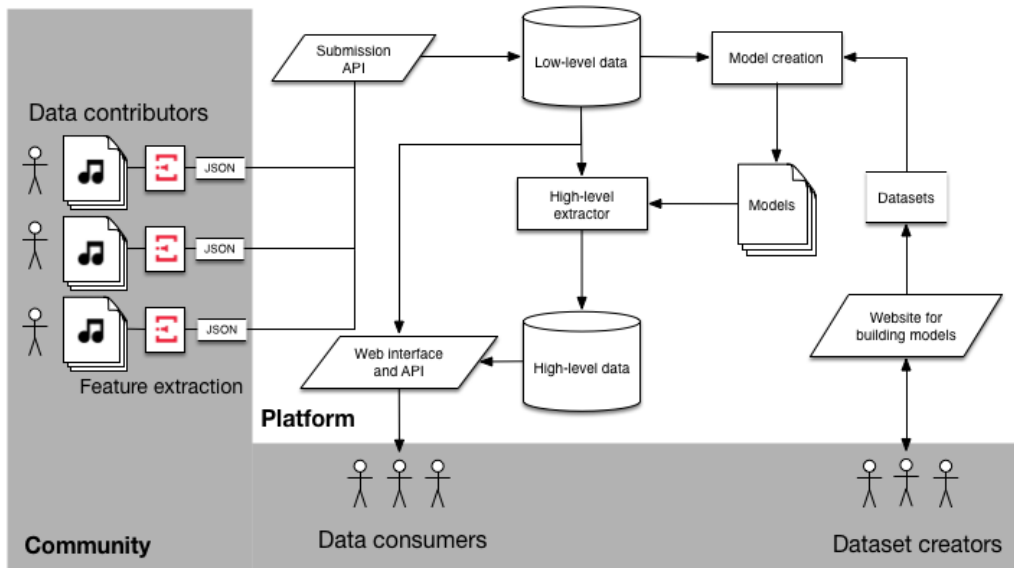 Submission
API
Low-level data
Model creation
Data contributors
JSON
High-level
extractor
Models
Datasets
JSON
JSON
Website for
building models
Web interface
and API
High-level data
Feature extraction
Platform
Community
Data consumers
Dataset creators